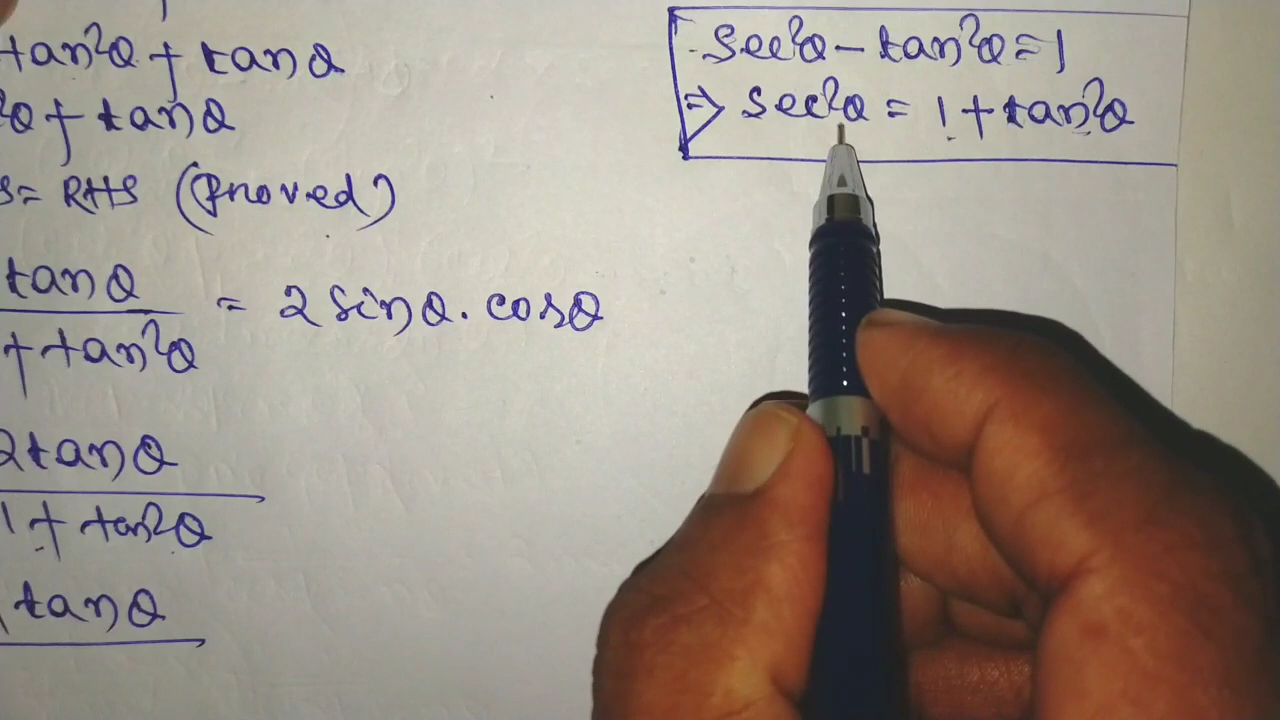 tan²θ + tanθ
²θ + tanθ
S = RHS (Proved)
tanθ
+ tan²θ
= 2 sinθ . cosθ
2tanθ
1 + tan²θ
tanθ
sec²θ - tan²θ = 1
⇒ sec²θ = 1 + tan²θ